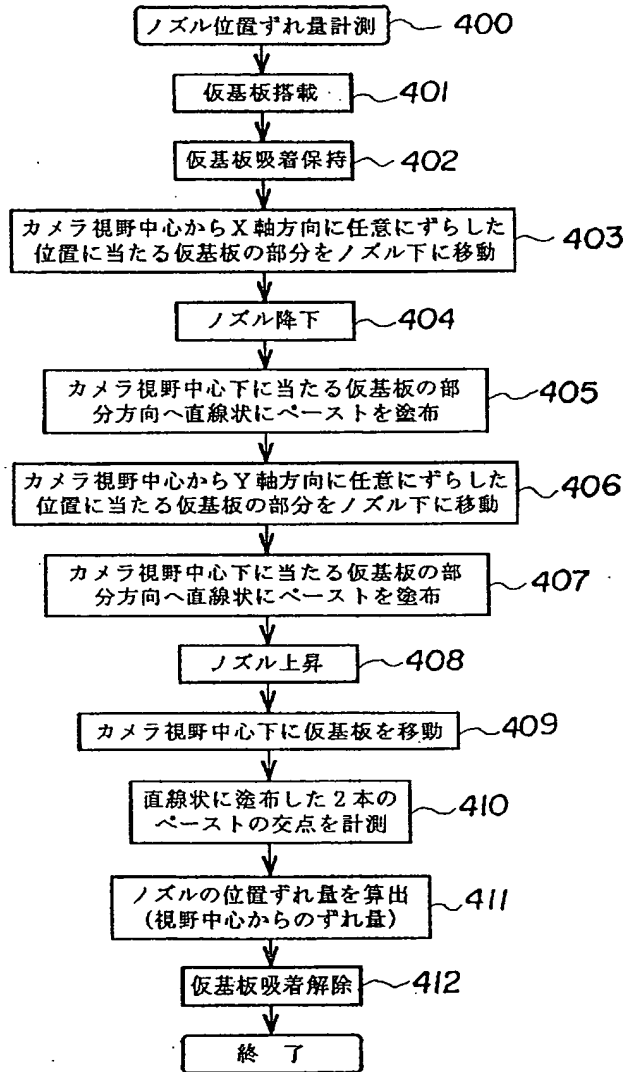 ノズル位置ずれ量計測 400
仮基板搭載 401
仮基板吸着保持 402
カメラ視野中心からX軸方向に任意にずらした
位置に当たる仮基板の部分をノズル下に移動 403
ノズル降下 404
カメラ視野中心下に当たる仮基板の部
分方向へ直線状にペーストを塗布 405
カメラ視野中心からY軸方向に任意にずらした
位置に当たる仮基板の部分をノズル下に移動 406
カメラ視野中心下に当たる仮基板の部
分方向へ直線状にペーストを塗布 407
ノズル上昇 408
カメラ視野中心下に仮基板を移動 409
直線状に塗布した2本の
ペーストの交点を計測 410
ノズルの位置ずれ量を算出
(視野中心からのずれ量) 411
仮基板吸着解除 412
終 了